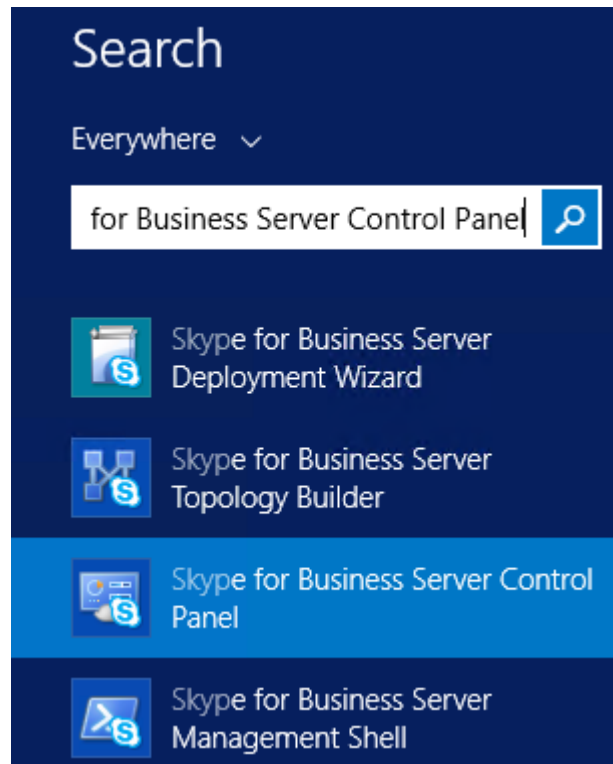 Search
Everywhere
for Business Server Control Panel
Skype for Business Server
Deployment Wizard
Skype for Business Server
Topology Builder
Skype for Business Server Control
Panel
Skype for Business Server
Management Shell